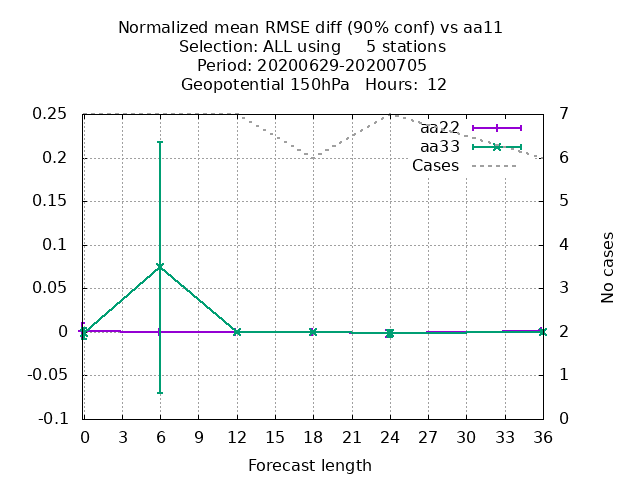 Normalized mean RMSE diff (90% conf) vs aa11
Selection: ALL using     5 stations
Period: 20200629-20200705
Geopotential 150hPa   Hours:  12
0.25
0.2
0.15
0.1
0.05
0
-0.05
-0.1
7
6
5
4
3
2
1
0
aa22
aa33
Cases
No cases
0 3 6 9 12 15 18 21 24 27 30 33 36
Forecast length